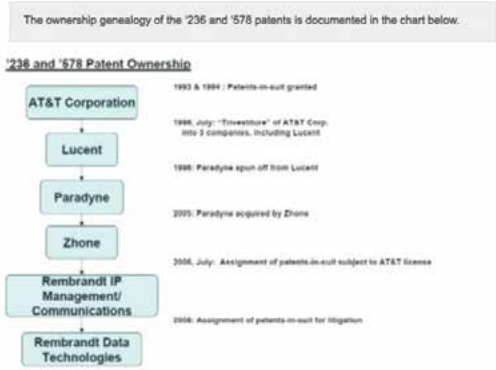 The ownership genealogy of the '236 and '578 patents is documented in the chart below.
'236 and '578 Patent Ownership
AT&T Corporation
1993 & 1994 : Patents-in-suit granted
1996, July: "Trivestiture" of AT&T Corp.
into 3 companies, including Lucent
Lucent
1996: Paradyne spun off from Lucent
Paradyne
2005: Paradyne acquired by Zhone
Zhone
2006, July: Assignment of patents-in-suit subject to AT&T license
Rembrandt IP
Management/
Communications
2008: Assignment of patents-in-suit for litigation
Rembrandt Data
Technologies